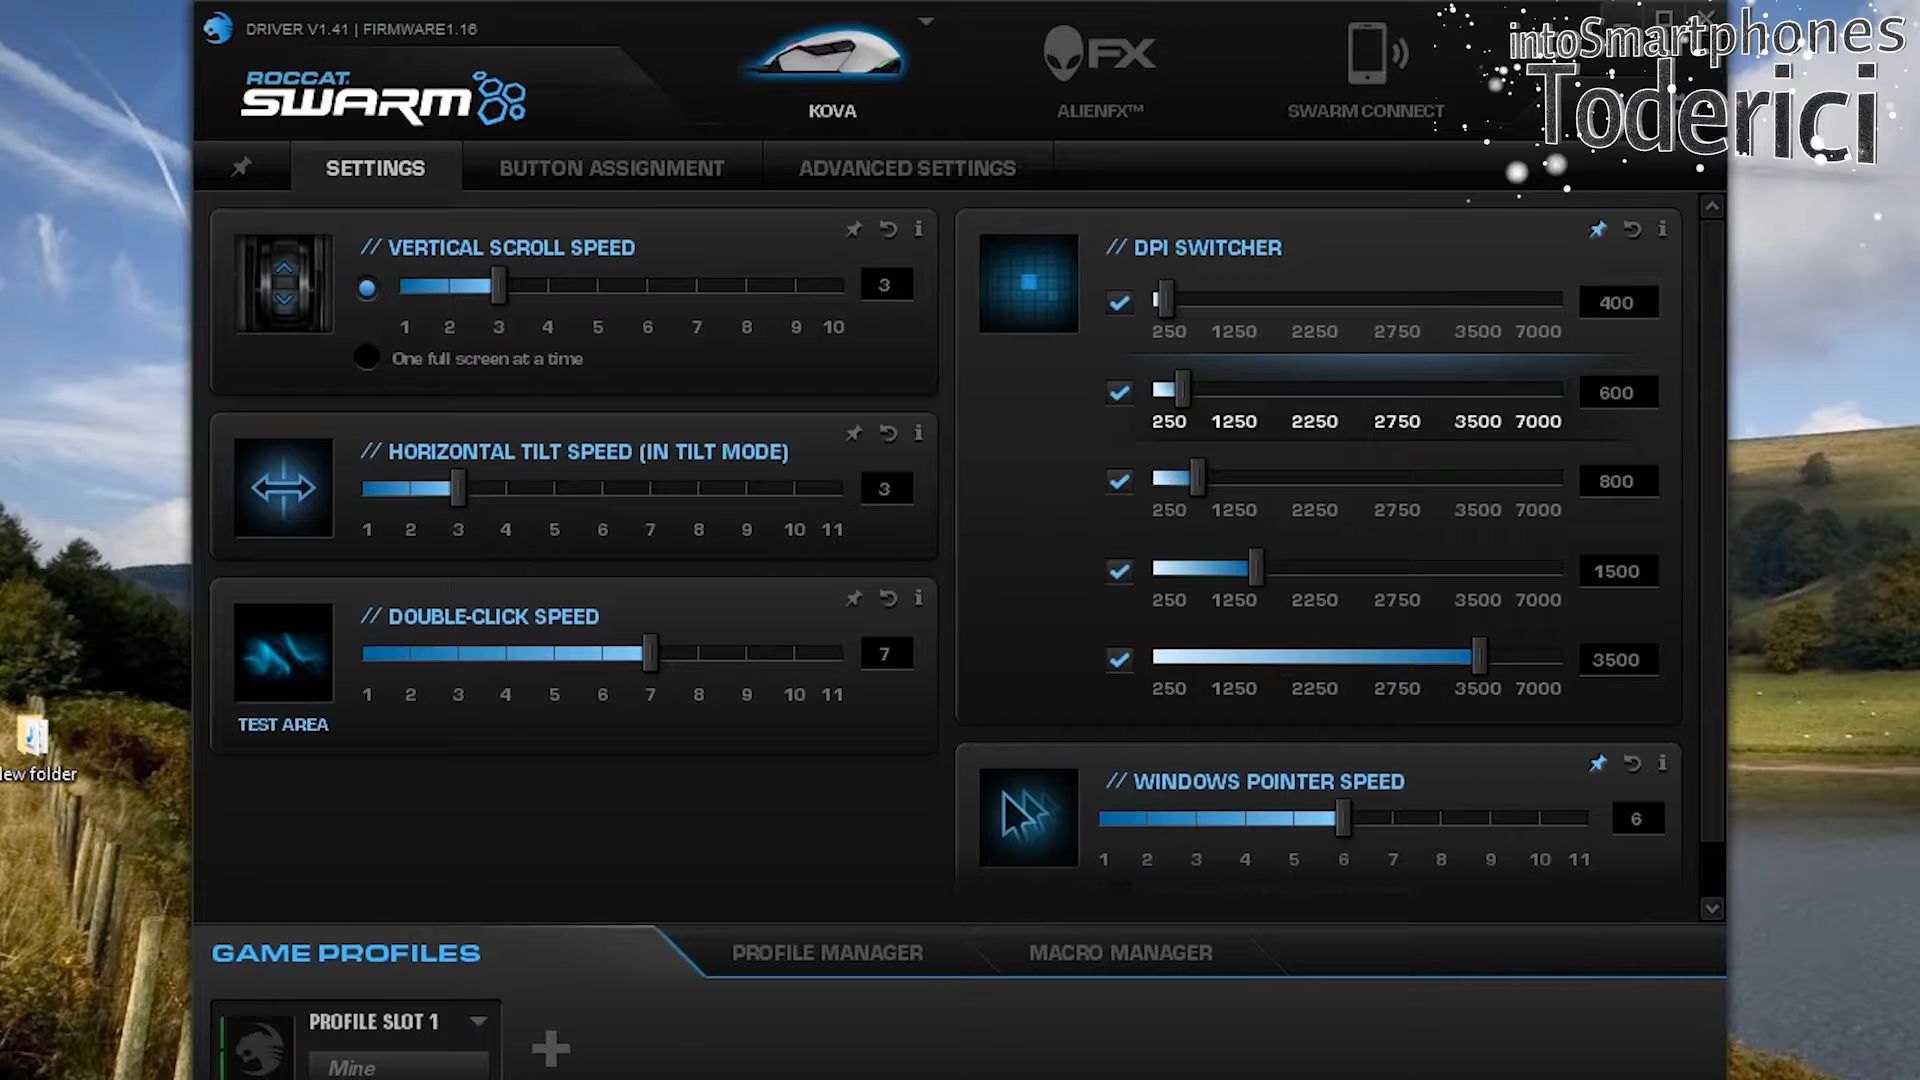 DRIVER V1.41 | FIRMWARE1.16
ROCCAT
SWARM
KOVA
FX
ALIENFX™
SWARM CONNECT
intoSmartphones
Toderici
SETTINGS
BUTTON ASSIGNMENT
ADVANCED SETTINGS
// VERTICAL SCROLL SPEED
3
1 2 3 4 5 6 7 8 9 10
One full screen at a time
// HORIZONTAL TILT SPEED (IN TILT MODE)
3
1 2 3 4 5 6 7 8 9 10 11
// DOUBLE-CLICK SPEED
7
1 2 3 4 5 6 7 8 9 10 11
TEST AREA
// DPI SWITCHER
400
250 1250 2250 2750 3500 7000
600
250 1250 2250 2750 3500 7000
800
250 1250 2250 2750 3500 7000
1500
250 1250 2250 2750 3500 7000
3500
250 1250 2250 2750 3500 7000
// WINDOWS POINTER SPEED
6
1 2 3 4 5 6 7 8 9 10 11
ew folder
GAME PROFILES
PROFILE MANAGER
MACRO MANAGER
PROFILE SLOT 1
Mine